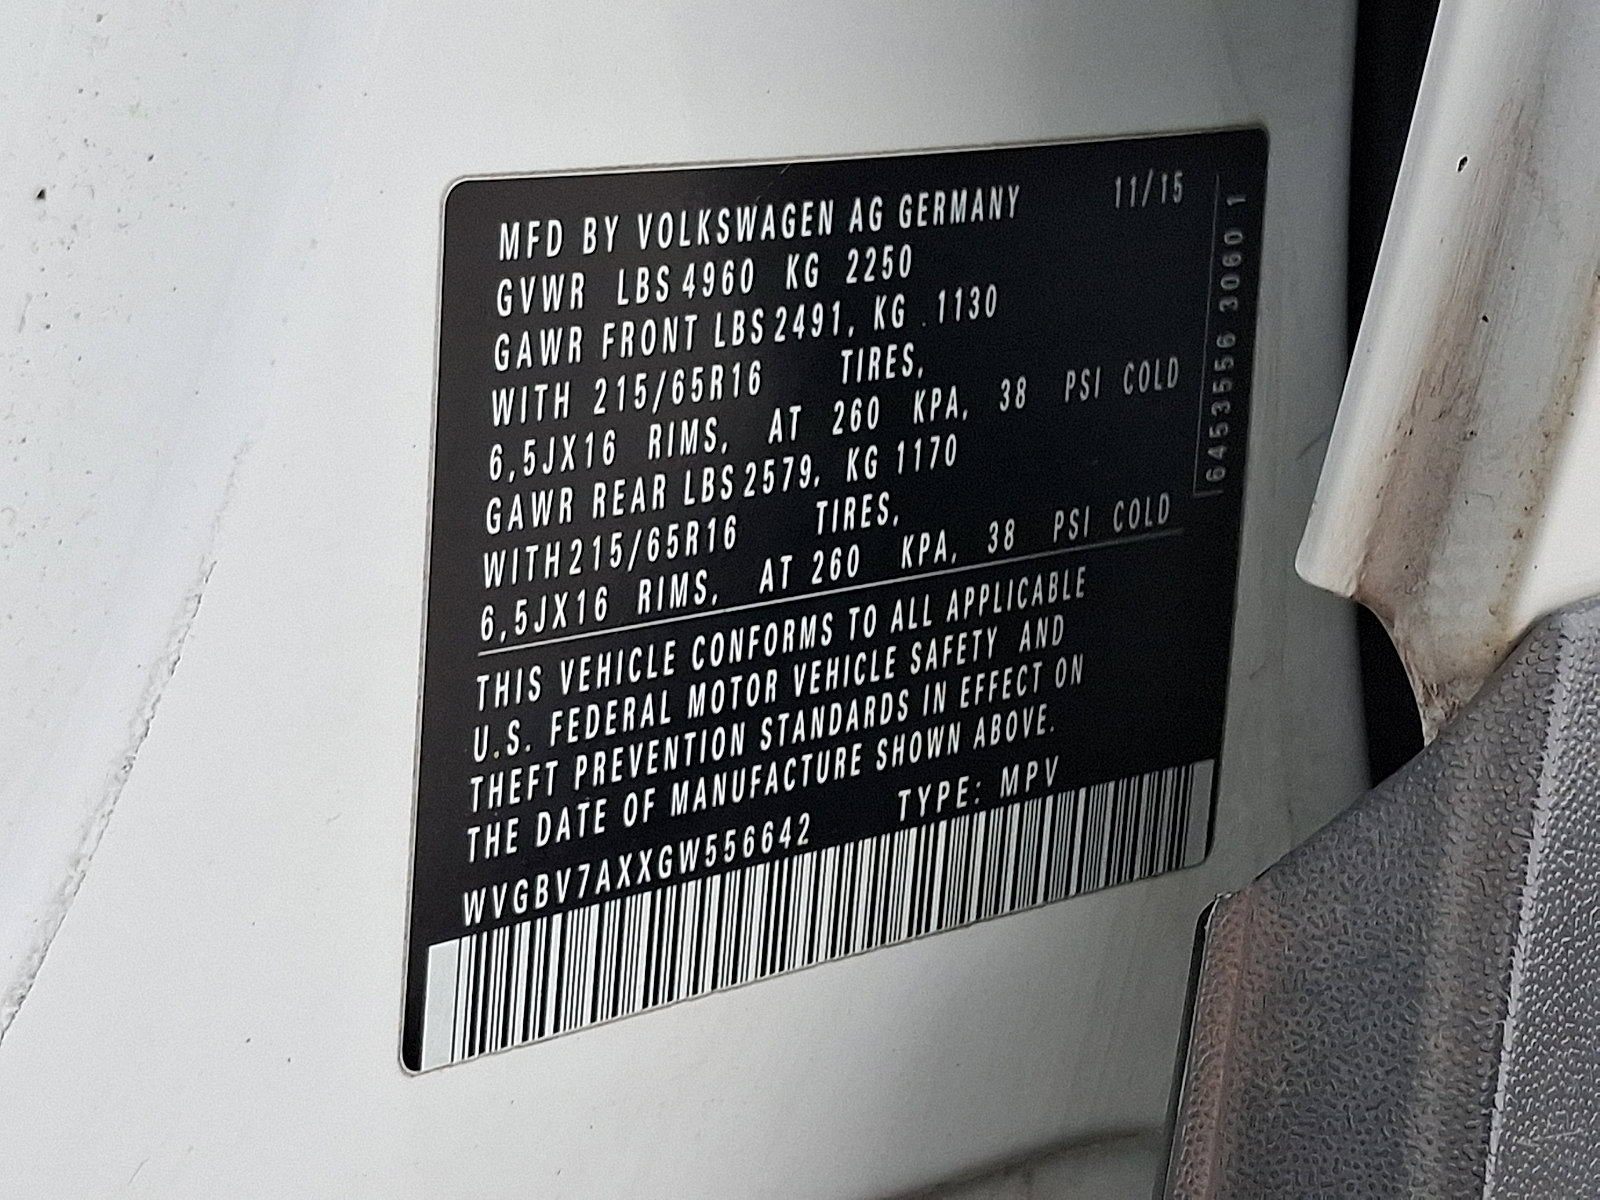 MFD BY VOLKSWAGEN AG GERMANY 11/15
GVWR LBS 4960 KG 2250
GAWR FRONT LBS 2491, KG . 1130
WITH 215/65R16 TIRES,
6,5JX16 RIMS, AT 260 KPA, 38 PSI COLD
GAWR REAR LBS 2579, KG 1170
WITH 215/65R16 TIRES,
6,5JX16 RIMS, AT 260 KPA, 38 PSI COLD
THIS VEHICLE CONFORMS TO ALL APPLICABLE
U.S. FEDERAL MOTOR VEHICLE SAFETY AND
THEFT PREVENTION STANDARDS IN EFFECT ON
THE DATE OF MANUFACTURE SHOWN ABOVE.
WVGBV7AXXGW556642 TYPE: MPV
6453556 3060 1